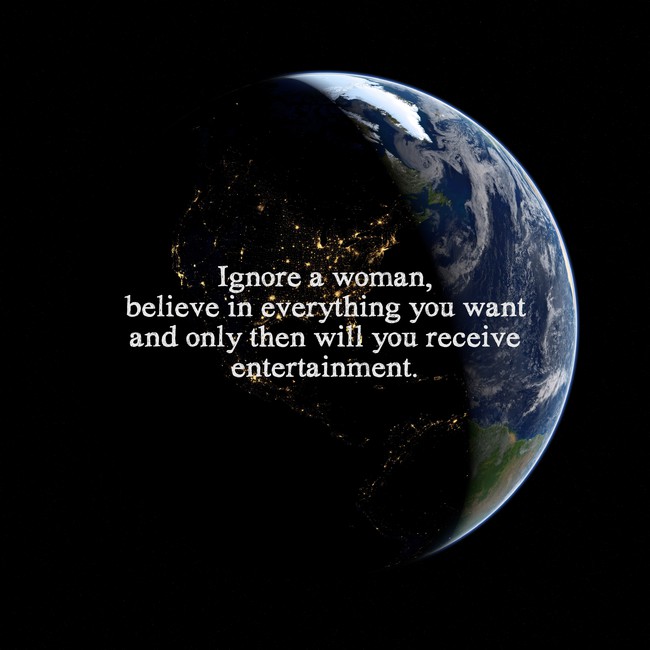 Ignore a woman,
believe in everything you want
and only then will you receive
entertainment.